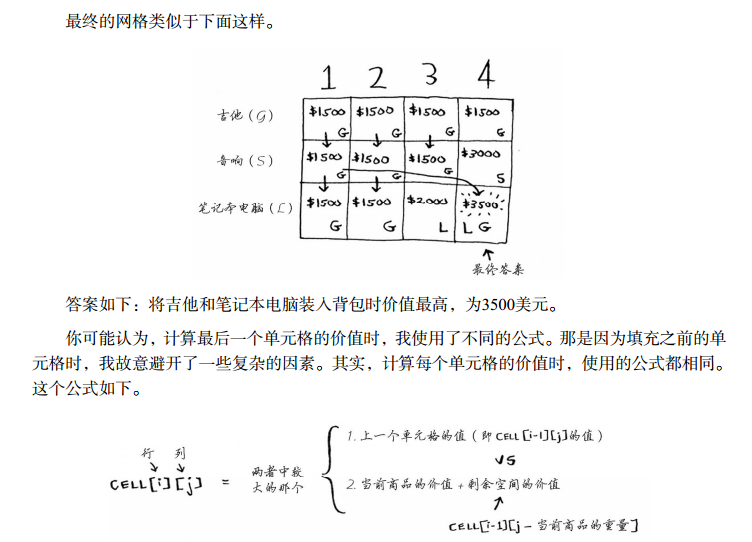 最终的网格类似于下面这样。
1 2 3 4
吉他（G） $1500 G $1500 G $1500 G $1500 G
音响（S） $1500 G $1500 G $1500 G $3000 S
笔记本电脑（L） $1500 G $1500 G $2000 L $3500 L G
最终答案
答案如下：将吉他和笔记本电脑装入背包时价值最高，为3500美元。
你可能认为，计算最后一个单元格的价值时，我使用了不同的公式。那是因为填充之前的单
元格时，我故意避开了一些复杂的因素。其实，计算每个单元格的价值时，使用的公式都相同。
这个公式如下。
行 列
CELL[i][j] = 两者中较
大的那个
1. 上一个单元格的值（即CELL[i-1][j]的值）
VS
2. 当前商品的价值 + 剩余空间的价值
CELL[i-1][j - 当前商品的重量]